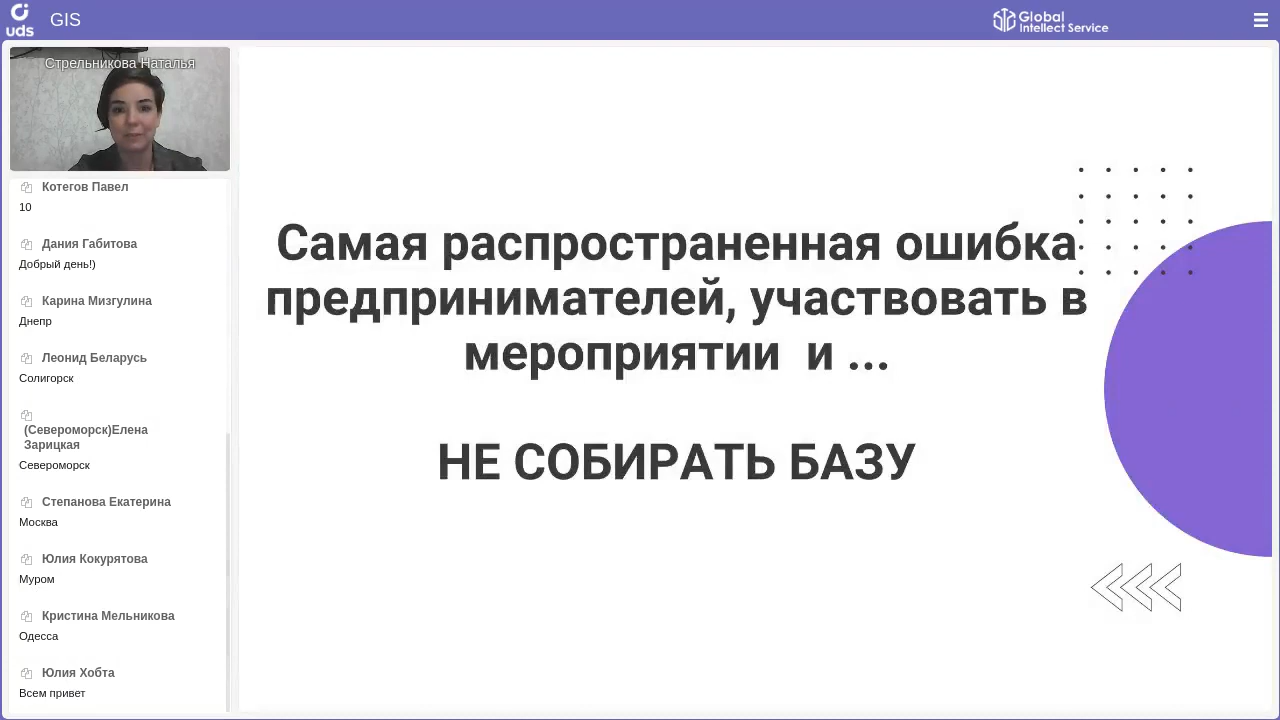 uds
GIS
Global
Intellect Service
Стрельникова Наталья
Котегов Павел
10
Дания Габитова
Добрый день!)
Карина Мизгулина
Днепр
Леонид Беларусь
Солигорск
(Североморск)Елена
Зарицкая
Североморск
Степанова Екатерина
Москва
Юлия Кокурятова
Муром
Кристина Мельникова
Одесса
Юлия Хобта
Всем привет
Самая распространенная ошибка
предпринимателей, участвовать в
мероприятии и ...
НЕ СОБИРАТЬ БАЗУ